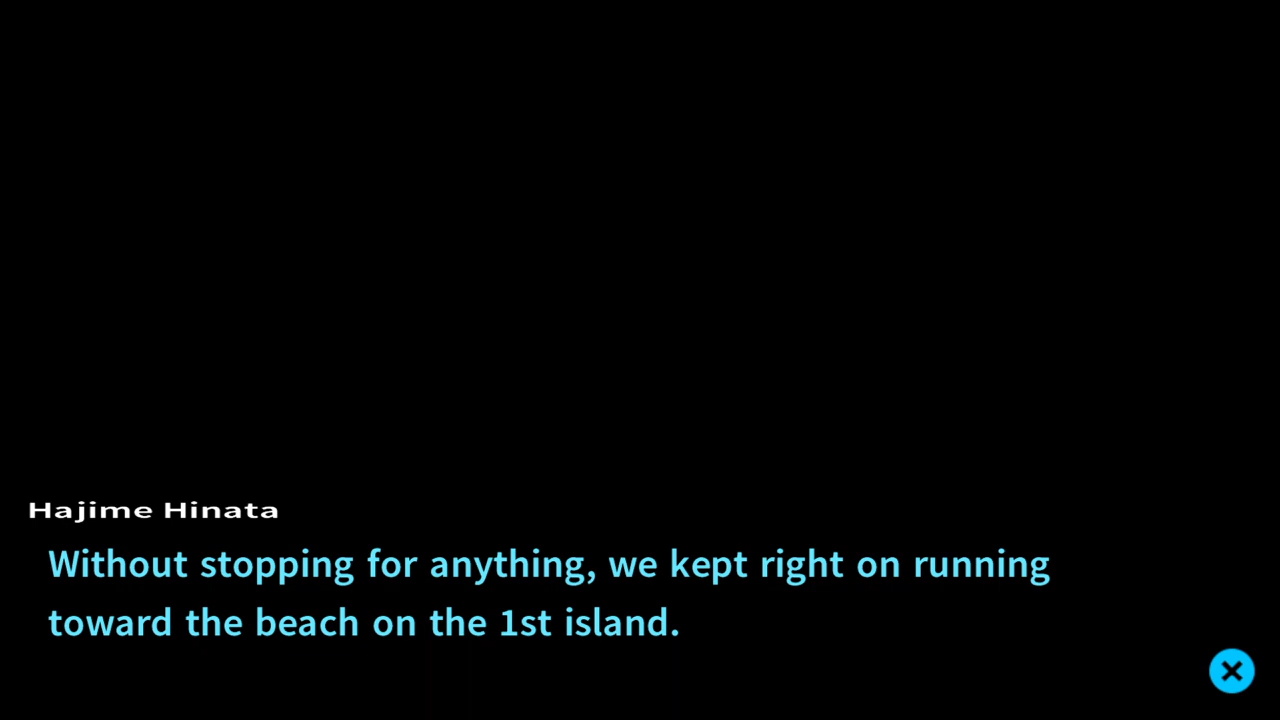 Hajime Hinata
Without stopping for anything, we kept right on running
toward the beach on the 1st island.